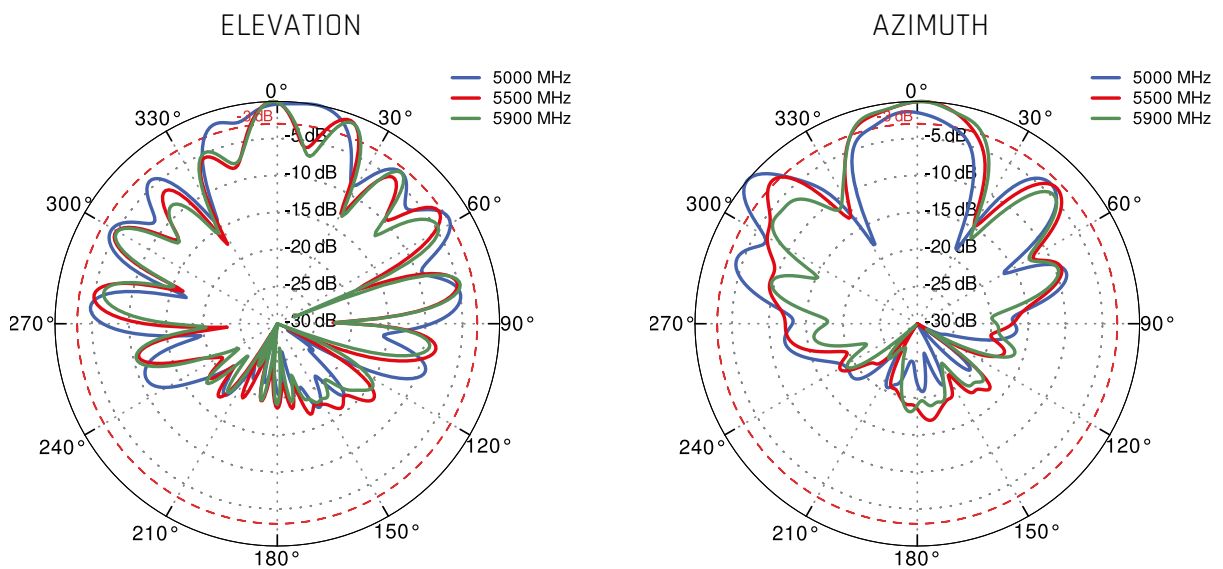 ELEVATION
5000 MHz
5500 MHz
5900 MHz
0°
330°
30°
-3 dB
-5 dB
-10 dB
300°
60°
-15 dB
-20 dB
-25 dB
270°
-30 dB
90°
240°
120°
210°
150°
180°
AZIMUTH
5000 MHz
5500 MHz
5900 MHz
0°
330°
30°
-3 dB
-5 dB
-10 dB
300°
60°
-15 dB
-20 dB
-25 dB
270°
-30 dB
90°
240°
120°
210°
150°
180°